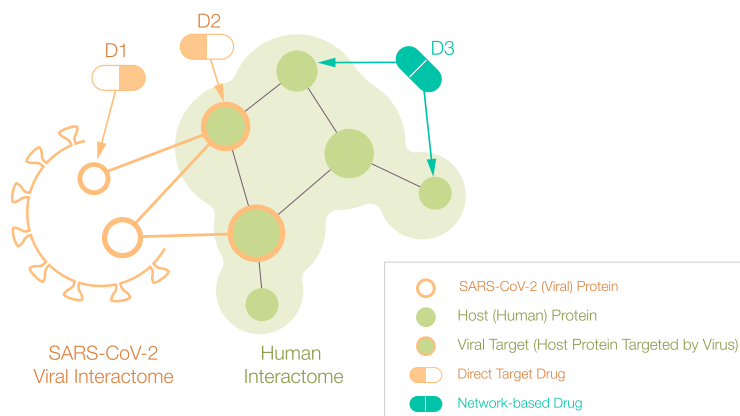 D1
D2
D3
SARS-CoV-2
Viral Interactome
Human
Interactome
SARS-CoV-2 (Viral) Protein
Host (Human) Protein
Viral Target (Host Protein Targeted by Virus)
Direct Target Drug
Network-based Drug